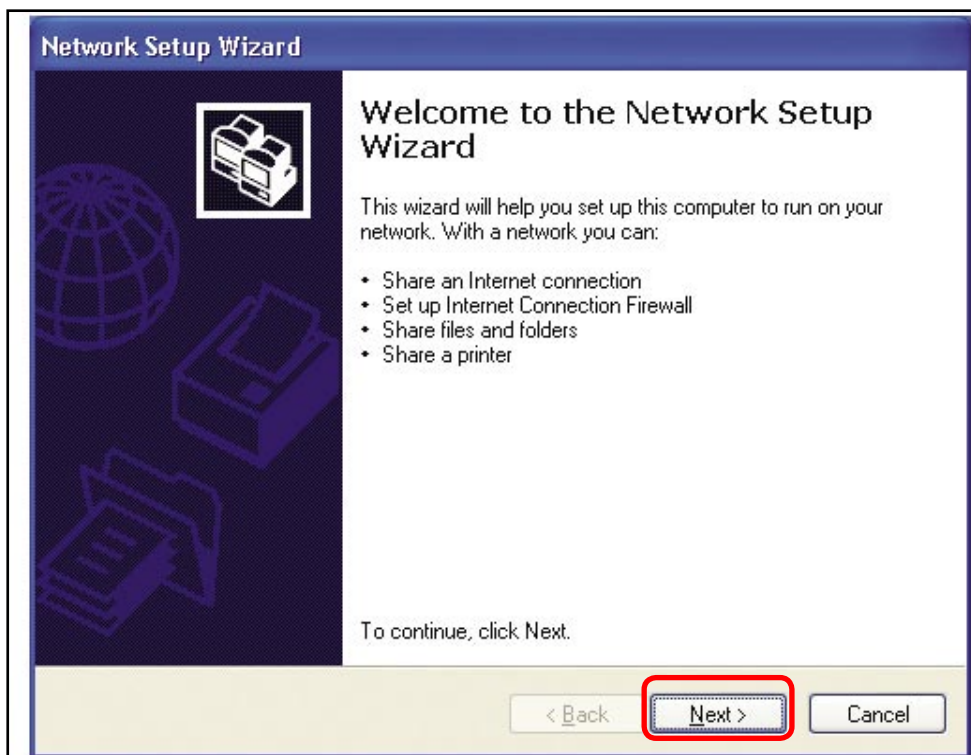 Network Setup Wizard
Welcome to the Network Setup
Wizard
This wizard will help you set up this computer to run on your
network. With a network you can:
• Share an Internet connection
• Set up Internet Connection Firewall
• Share files and folders
• Share a printer
To continue, click Next.
< Back
Next >
Cancel